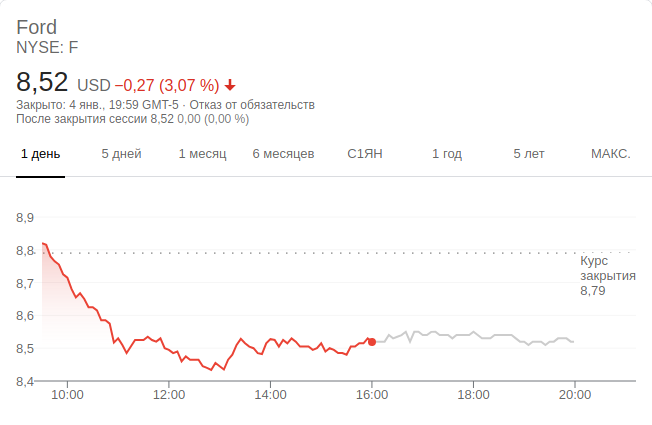 Ford
NYSE: F
8,52 USD −0,27 (3,07 %)
Закрыто: 4 янв., 19:59 GMT-5 · Отказ от обязательств
После закрытия сессии 8,52 0,00 (0,00 %)
1 день 5 дней 1 месяц 6 месяцев С1ЯН 1 год 5 лет МАКС.
8,9
8,8
Курс
закрытия
8,79
8,7
8,6
8,5
8,4
10:00 12:00 14:00 16:00 18:00 20:00